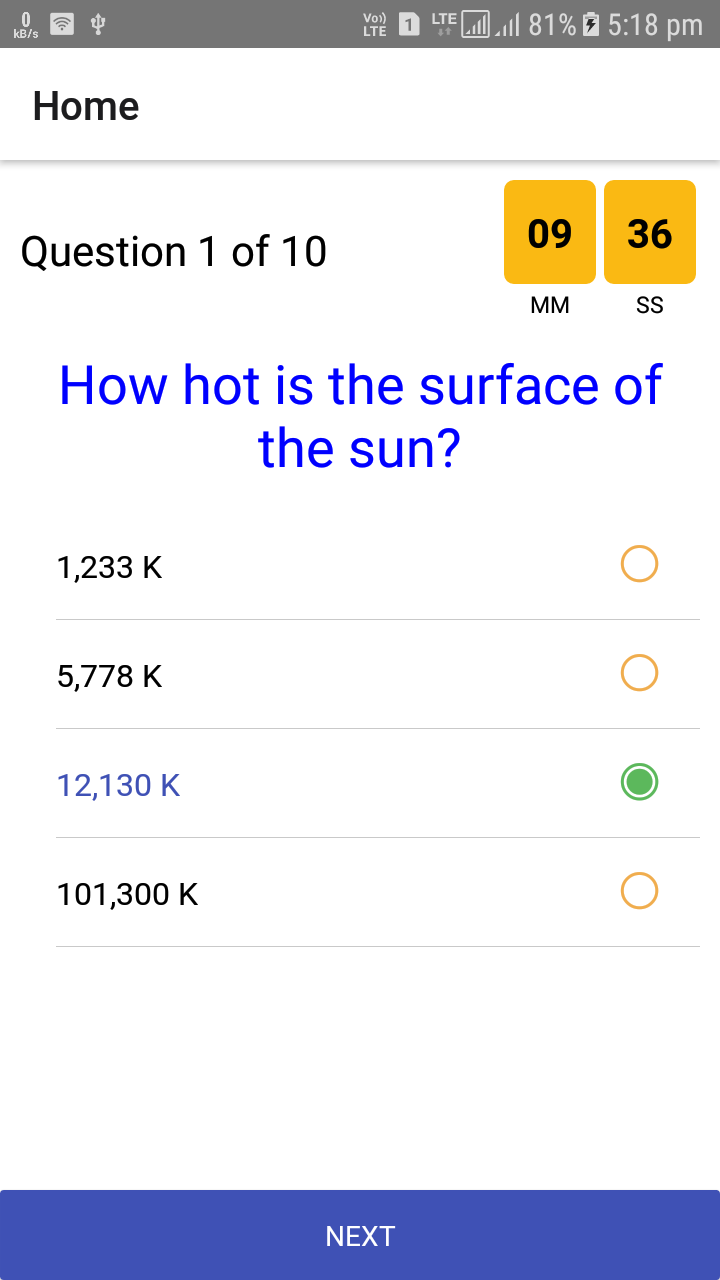 0
kB/s
Vo))
LTE
1
LTE
81%
5:18 pm
Home
Question 1 of 10
09
36
MM
SS
How hot is the surface of
the sun?
1,233 K
5,778 K
12,130 K
101,300 K
NEXT